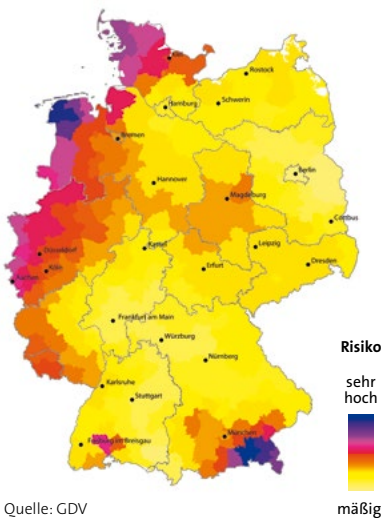 Kiel
Rostock
Hamburg
Schwerin
Bremen
Berlin
Hannover
Magdeburg
Cottbus
Düsseldorf
Kassel
Leipzig
Köln
Erfurt
Dresden
Aachen
Frankfurt am Main
Würzburg
Nürnberg
Karlsruhe
Stuttgart
München
Freiburg im Breisgau
Risiko
sehr
hoch
mäßig
Quelle: GDV